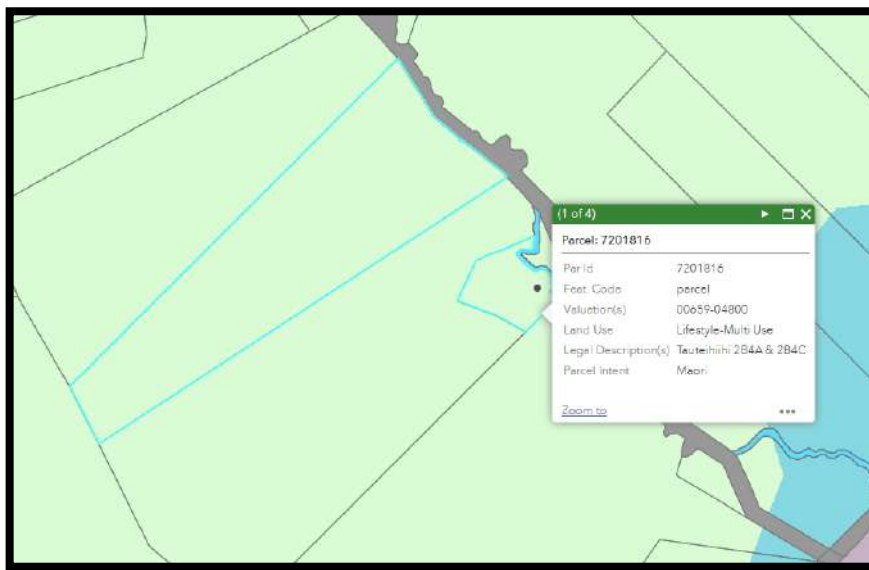 (1 of 4)
Parcel: 7201816
Par Id 7201816
Feat. Code parcel
Valuation(s) 00659-04800
Land Use Lifestyle-Multi Use
Legal Description(s) Tauteihiihi 2B4A & 2B4C
Parcel Intent Maori
Zoom to